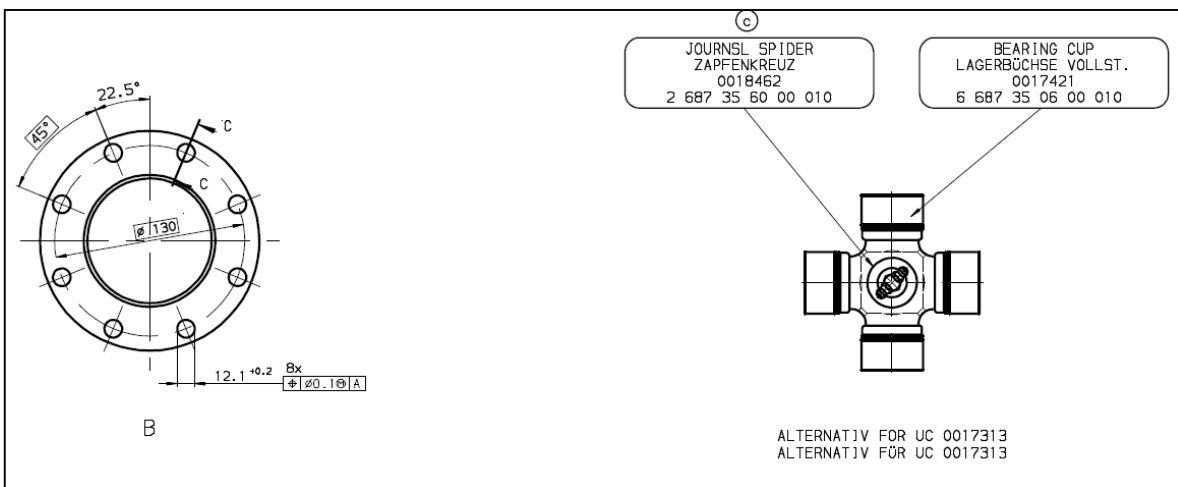 c
JOURNSL SPIDER
ZAPFENKREUZ
0018462
2 687 35 60 00 010
BEARING CUP
LAGERBÜCHSE VOLLST.
0017421
6 687 35 06 00 010
22.5°
45°
C
C
ø 130
12.1 +0.2 8x
⌖ ø0.1Ⓜ A
B
ALTERNATIV FOR UC 0017313
ALTERNATIV FÜR UC 0017313